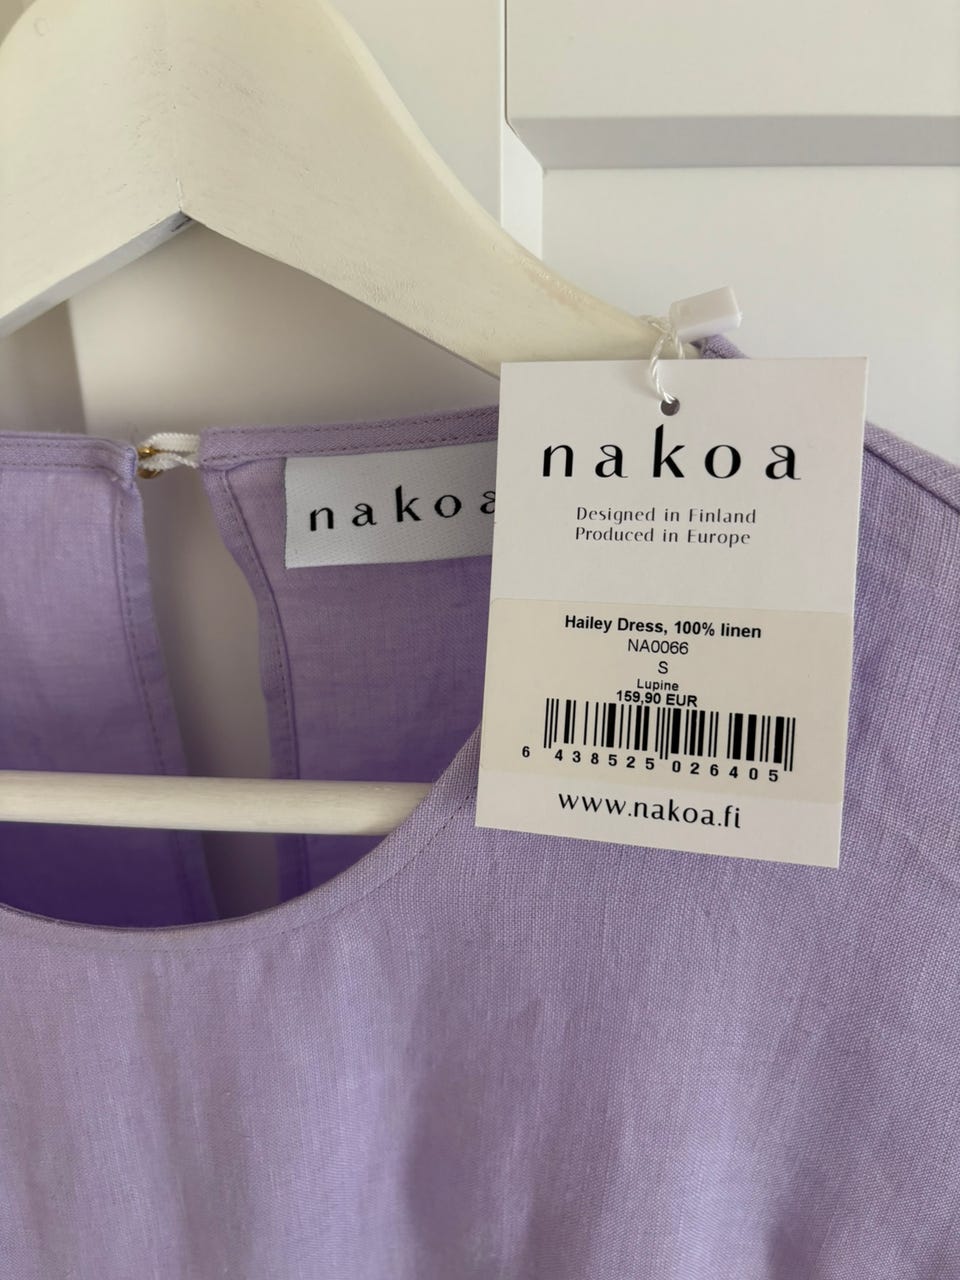 nakoa
nakoa
Designed in Finland
Produced in Europe
Hailey Dress, 100% linen
NA0066
S
Lupine
159,90 EUR
6 438525 026405
www.nakoa.fi